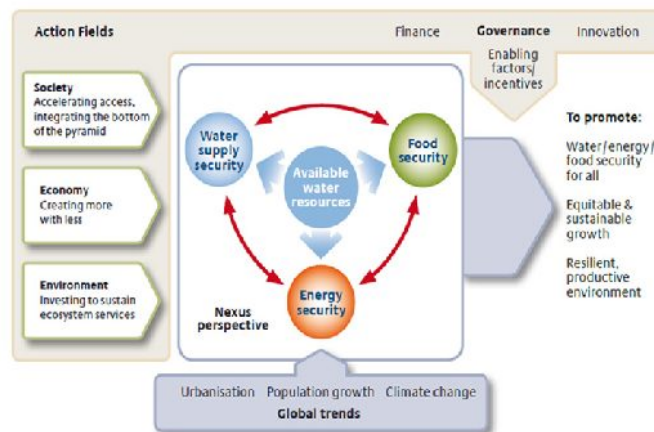 Action Fields
Finance
Governance
Innovation
Enabling
factors/
incentives
Society
Accelerating access,
integrating the bottom
of the pyramid
Economy
Creating more
with less
Environment
Investing to sustain
ecosystem services
Water
supply
security
Food
security
Available
water
resources
Energy
security
Nexus
perspective
To promote:
Water/energy/
food security
for all
Equitable &
sustainable
growth
Resilient,
productive
environment
Urbanisation Population growth Climate change
Global trends